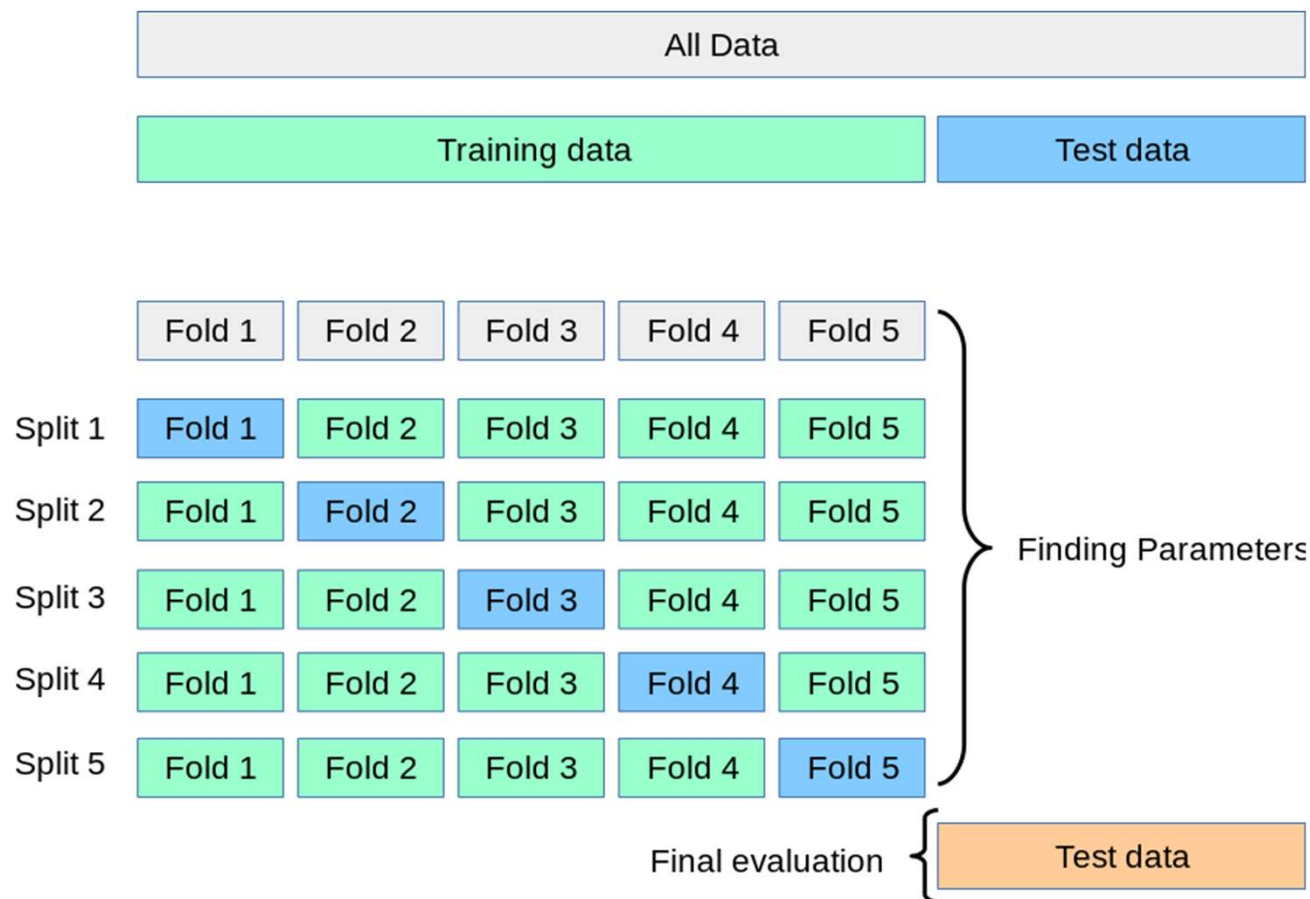 All Data
Training data Test data
Fold 1 Fold 2 Fold 3 Fold 4 Fold 5
Split 1 Fold 1 Fold 2 Fold 3 Fold 4 Fold 5
Split 2 Fold 1 Fold 2 Fold 3 Fold 4 Fold 5
Finding Parameters
Split 3 Fold 1 Fold 2 Fold 3 Fold 4 Fold 5
Split 4 Fold 1 Fold 2 Fold 3 Fold 4 Fold 5
Split 5 Fold 1 Fold 2 Fold 3 Fold 4 Fold 5
Final evaluation Test data